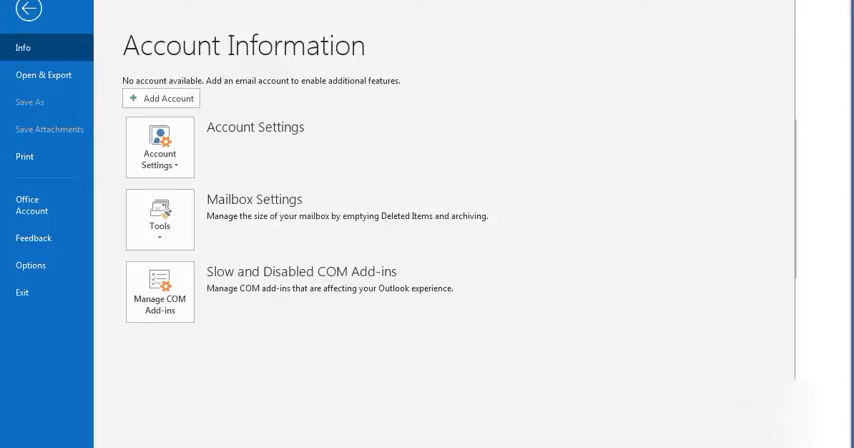 Info
Open & Export
Save As
Save Attachments
Print
Office
Account
Feedback
Options
Exit
Account Information
No account available. Add an email account to enable additional features.
Add Account
Account
Settings
Account Settings
Tools
Mailbox Settings
Manage the size of your mailbox by emptying Deleted Items and archiving.
Manage COM
Add-ins
Slow and Disabled COM Add-ins
Manage COM add-ins that are affecting your Outlook experience.